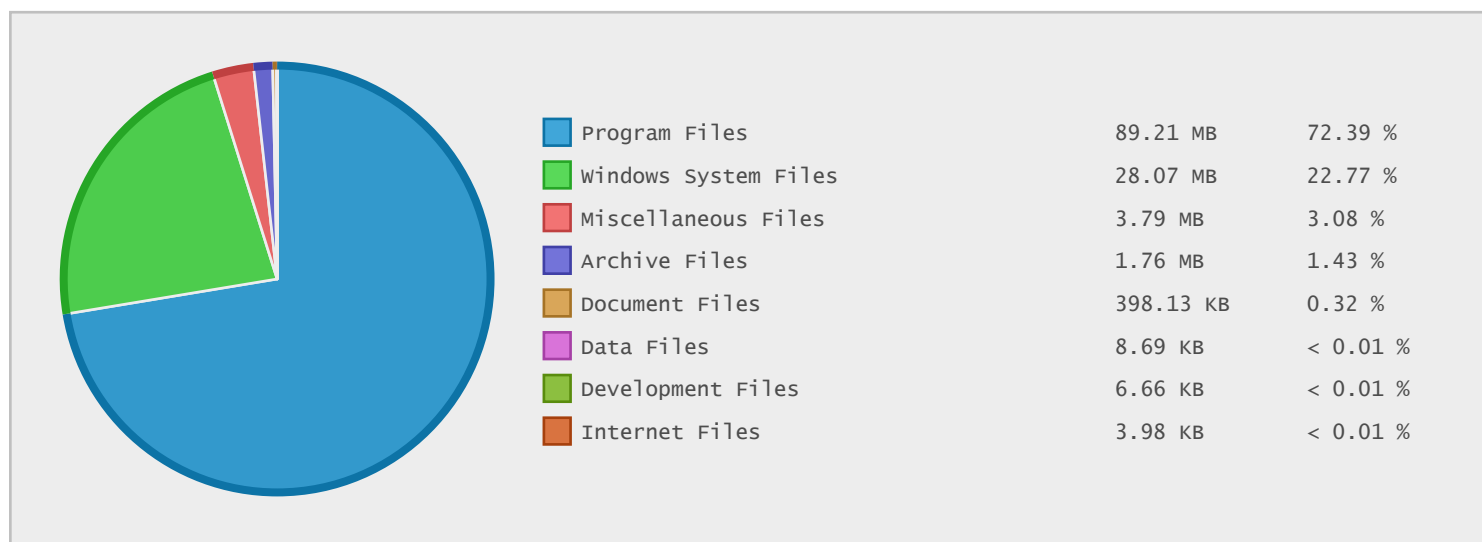 Program Files 89.21 MB 72.39 %
Windows System Files 28.07 MB 22.77 %
Miscellaneous Files 3.79 MB 3.08 %
Archive Files 1.76 MB 1.43 %
Document Files 398.13 KB 0.32 %
Data Files 8.69 KB < 0.01 %
Development Files 6.66 KB < 0.01 %
Internet Files 3.98 KB < 0.01 %